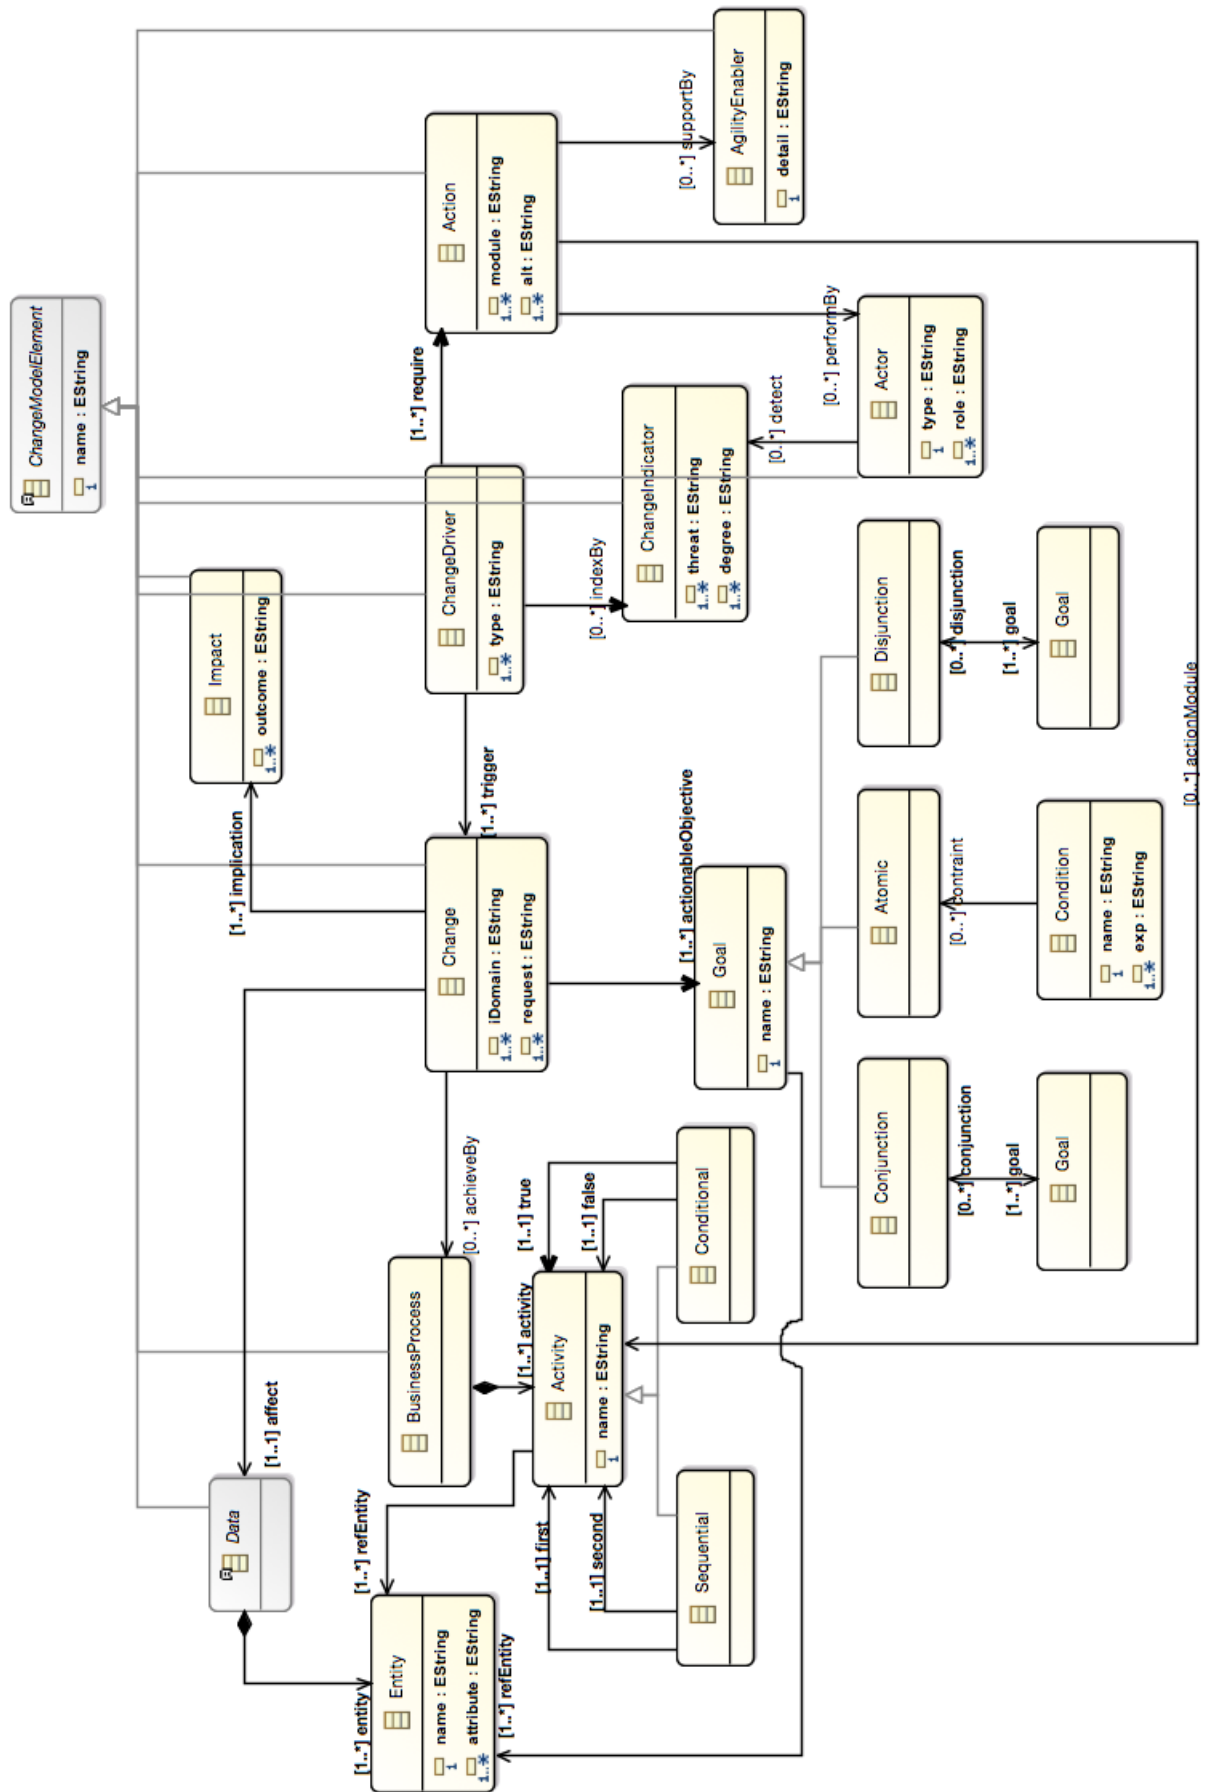 ChangeModelElement
name : EString
1
Data
[1..1] affect
[1..*] implication
Impact
outcome : EString
1..*
[1..*] entity
[1..*] refEntity
Entity
name : EString
1
attribute : EString
1..*
[1..*] refEntity
BusinessProcess
[0..*] achieveBy
Change
iDomain : EString
1..*
request : EString
1..*
[1..*] trigger
ChangeDriver
type : EString
1..*
[1..*] require
Action
module : EString
1..*
alt : EString
1..*
[1..*] activity
[1..1] true
[1..1] false
[1..1] first
[1..1] second
Activity
name : EString
1
[0..*] indexBy
ChangeIndicator
threat : EString
1..*
degree : EString
1..*
[0..*] supportBy
Sequential
Conditional
[1..*] actionableObjective
Goal
name : EString
1
AgilityEnabler
detail : EString
1
[0..*] detect
[0..*] performBy
Conjunction
Atomic
Disjunction
Actor
type : EString
1
role : EString
1..*
[0..*] conjunction
[1..*] goal
[0..*] contraint
[0..*] disjunction
[1..*] goal
Goal
Condition
name : EString
1
exp : EString
1..*
Goal
[0..*] actionModule